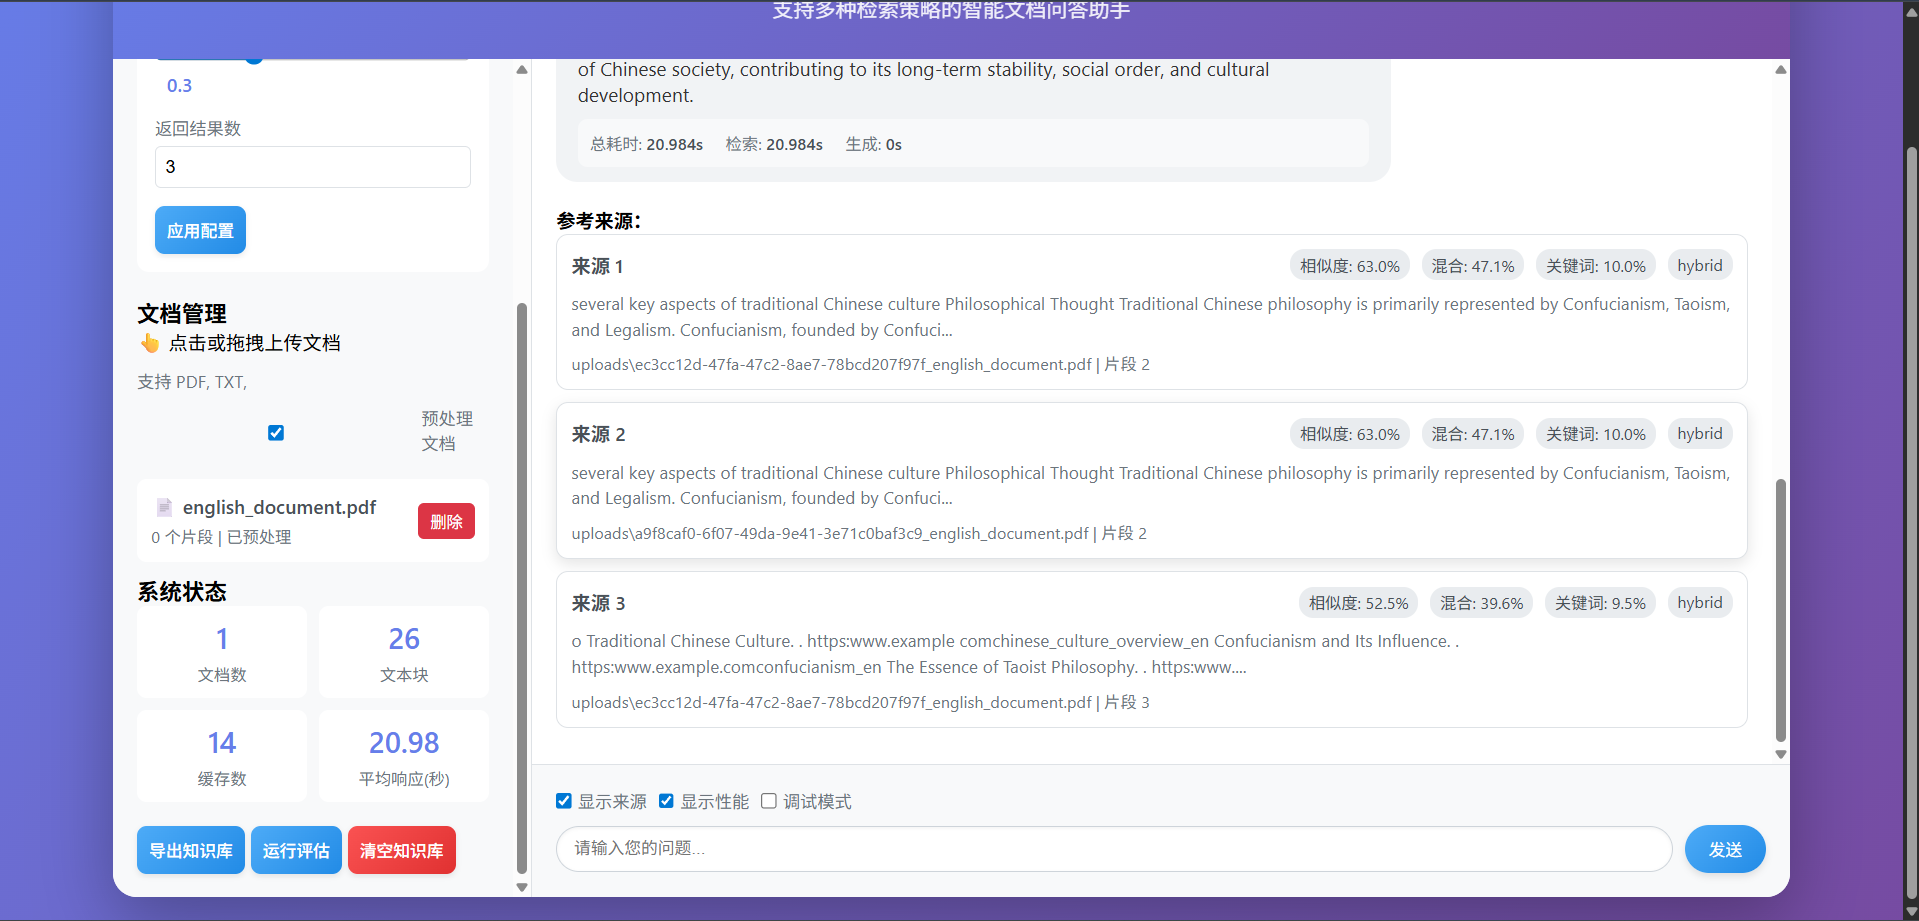 支持多种检索策略的智能文档问答助手
0.3
返回结果数
3
应用配置
文档管理
👆 点击或拖拽上传文档
支持 PDF, TXT,
预处理
文档
english_document.pdf
0 个片段 | 已预处理
删除
系统状态
1
文档数
26
文本块
14
缓存数
20.98
平均响应(秒)
导出知识库
运行评估
清空知识库
of Chinese society, contributing to its long-term stability, social order, and cultural
development.
总耗时: 20.984s 检索: 20.984s 生成: 0s
参考来源：
来源 1
相似度: 63.0% 混合: 47.1% 关键词: 10.0% hybrid
several key aspects of traditional Chinese culture Philosophical Thought Traditional Chinese philosophy is primarily represented by Confucianism, Taoism,
and Legalism. Confucianism, founded by Confuci...
uploads\ec3cc12d-47fa-47c2-8ae7-78bcd207f97f_english_document.pdf | 片段 2
来源 2
相似度: 63.0% 混合: 47.1% 关键词: 10.0% hybrid
several key aspects of traditional Chinese culture Philosophical Thought Traditional Chinese philosophy is primarily represented by Confucianism, Taoism,
and Legalism. Confucianism, founded by Confuci...
uploads\a9f8caf0-6f07-49da-9e41-3e71c0baf3c9_english_document.pdf | 片段 2
来源 3
相似度: 52.5% 混合: 39.6% 关键词: 9.5% hybrid
o Traditional Chinese Culture. . https:www.example comchinese_culture_overview_en Confucianism and Its Influence. .
https:www.example.comconfucianism_en The Essence of Taoist Philosophy. . https:www....
uploads\ec3cc12d-47fa-47c2-8ae7-78bcd207f97f_english_document.pdf | 片段 3
显示来源 显示性能 调试模式
请输入您的问题...
发送